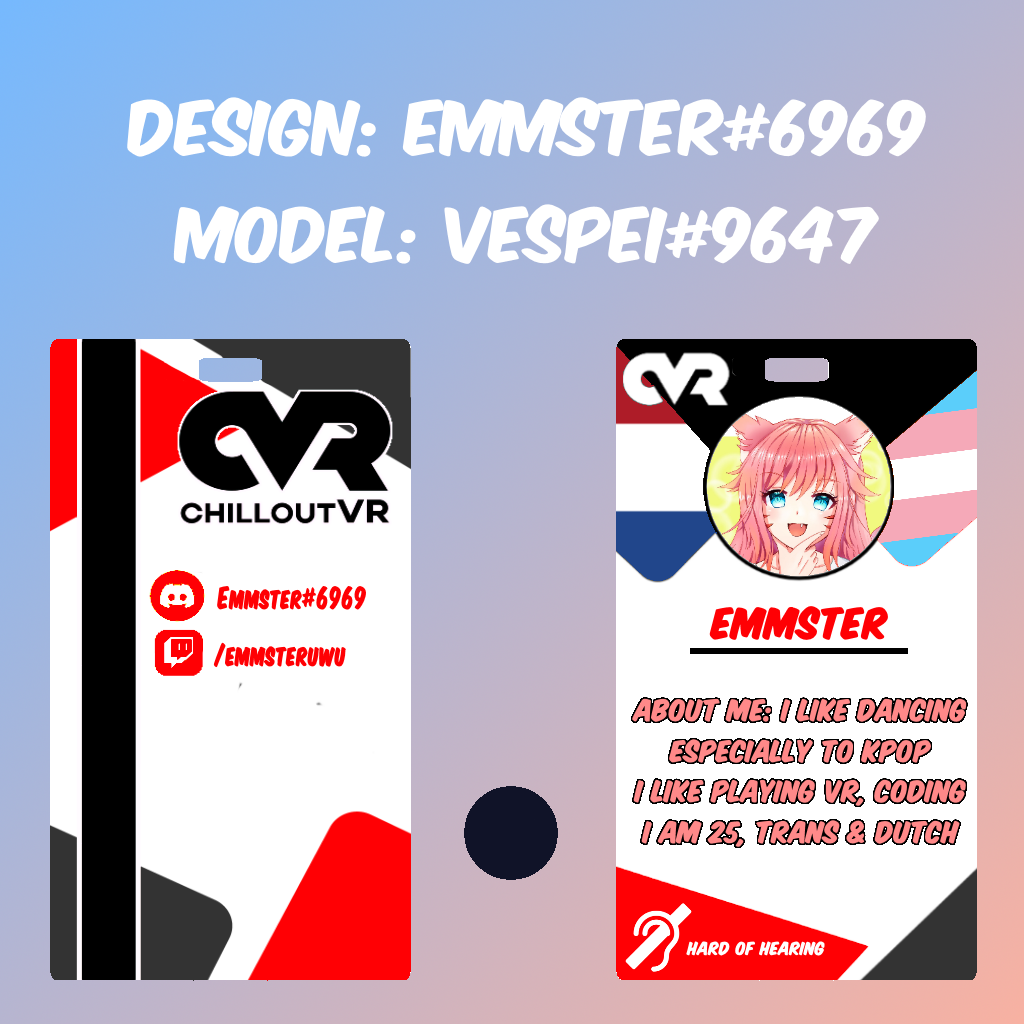 DESIGN: EMMSTER#6969
MODEL: VESPEI#9647
CVR
CHILLOUTVR
EMMSTER#6969
/EMMSTERUWU
CVR
EMMSTER
ABOUT ME: I LIKE DANCING
ESPECIALLY TO KPOP
I LIKE PLAYING VR, CODING
I AM 25, TRANS & DUTCH
HARD OF HEARING